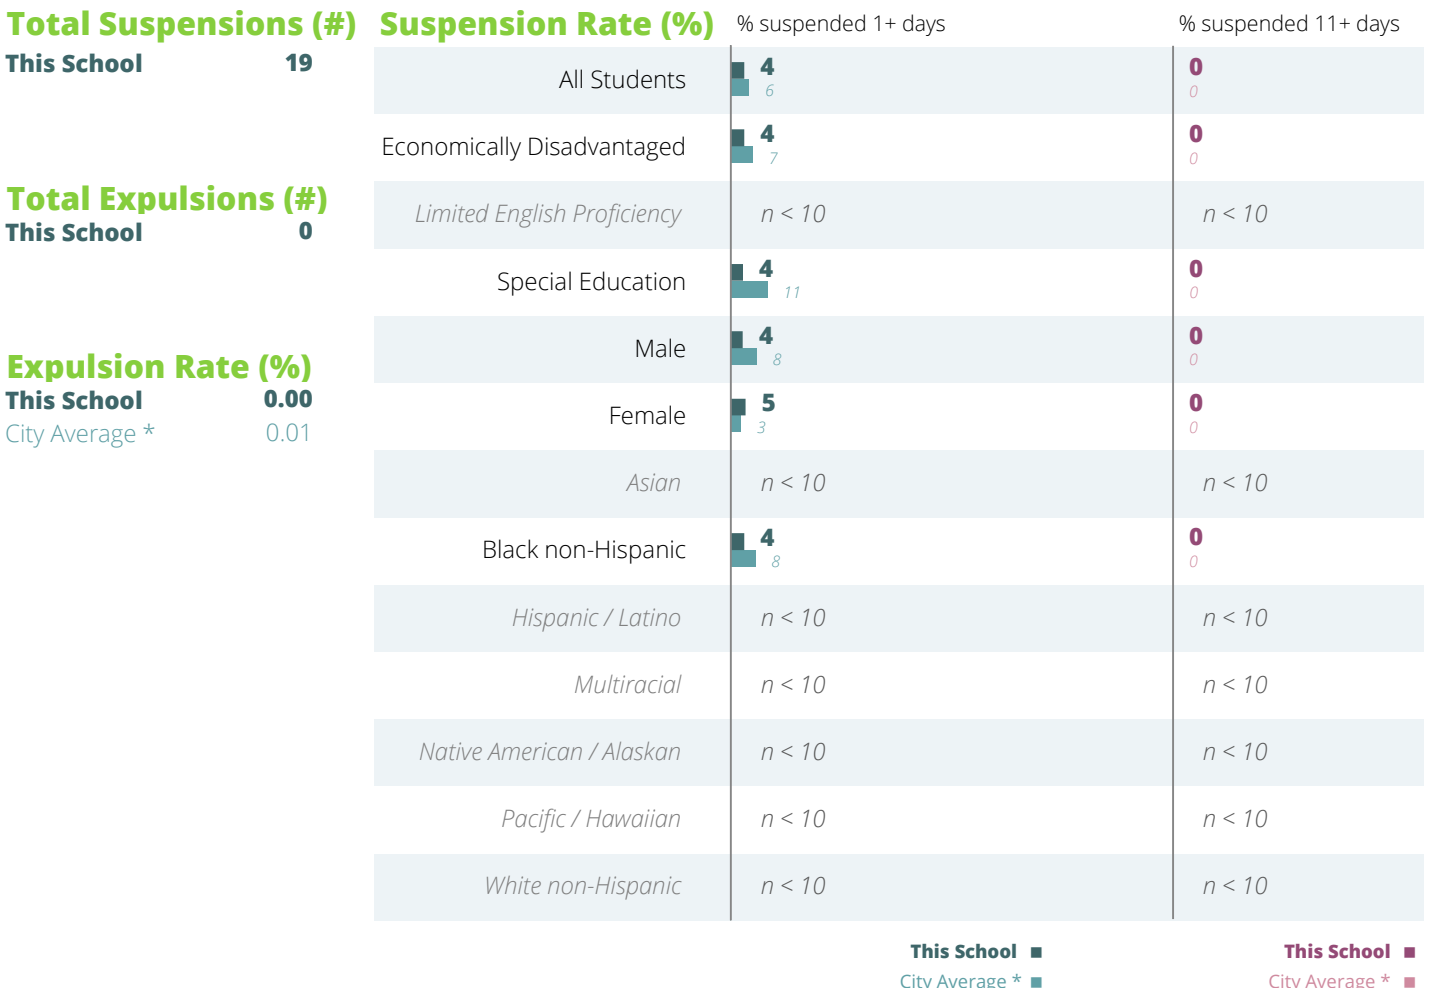 Total Suspensions (#)
This School 19
Total Expulsions (#)
This School 0
Expulsion Rate (%)
This School 0.00
City Average * 0.01
Suspension Rate (%) % suspended 1+ days % suspended 11+ days
All Students 4 0
6 0
Economically Disadvantaged 4 0
7 0
Limited English Proficiency n < 10 n < 10
Special Education 4 0
11 0
Male 4 0
8 0
Female 5 0
3 0
Asian n < 10 n < 10
Black non-Hispanic 4 0
8 0
Hispanic / Latino n < 10 n < 10
Multiracial n < 10 n < 10
Native American / Alaskan n < 10 n < 10
Pacific / Hawaiian n < 10 n < 10
White non-Hispanic n < 10 n < 10
This School This School
City Average * City Average *